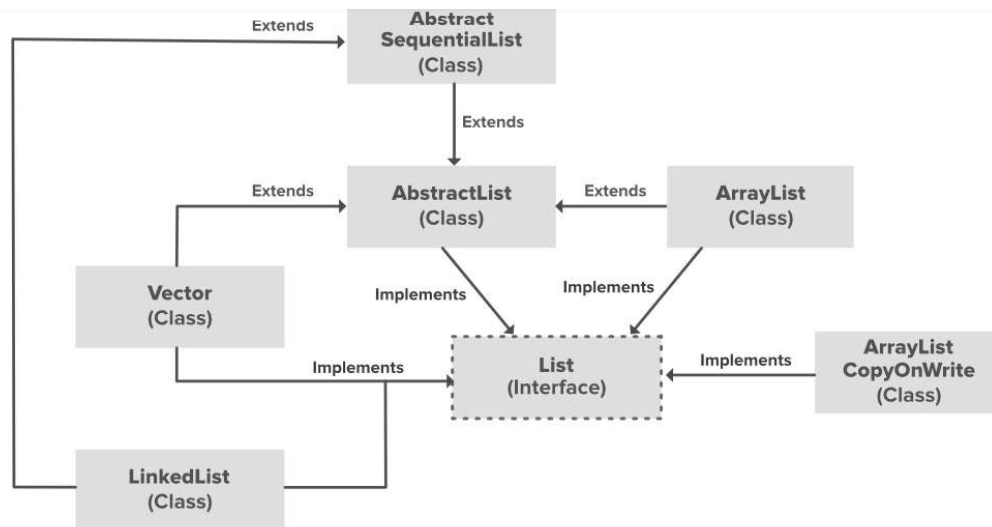 Extends
Abstract
SequentialList
(Class)
Extends
Extends
AbstractList
(Class)
Extends
ArrayList
(Class)
Vector
(Class)
Implements
Implements
Implements
List
(Interface)
Implements
ArrayList
CopyOnWrite
(Class)
LinkedList
(Class)